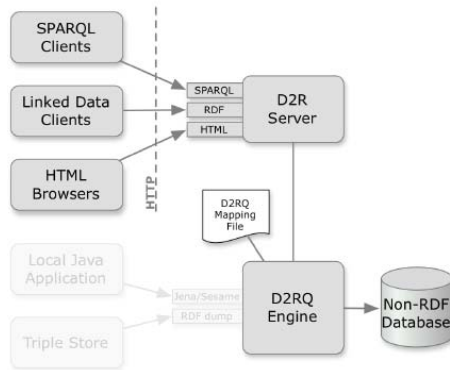 SPARQL
Clients
Linked Data
Clients
HTML
Browsers
HTTP
SPARQL
RDF
HTML
D2R
Server
D2RQ
Mapping
File
Local Java
Application
Triple Store
Jena/Sesame
RDF dump
D2RQ
Engine
Non-RDF
Database